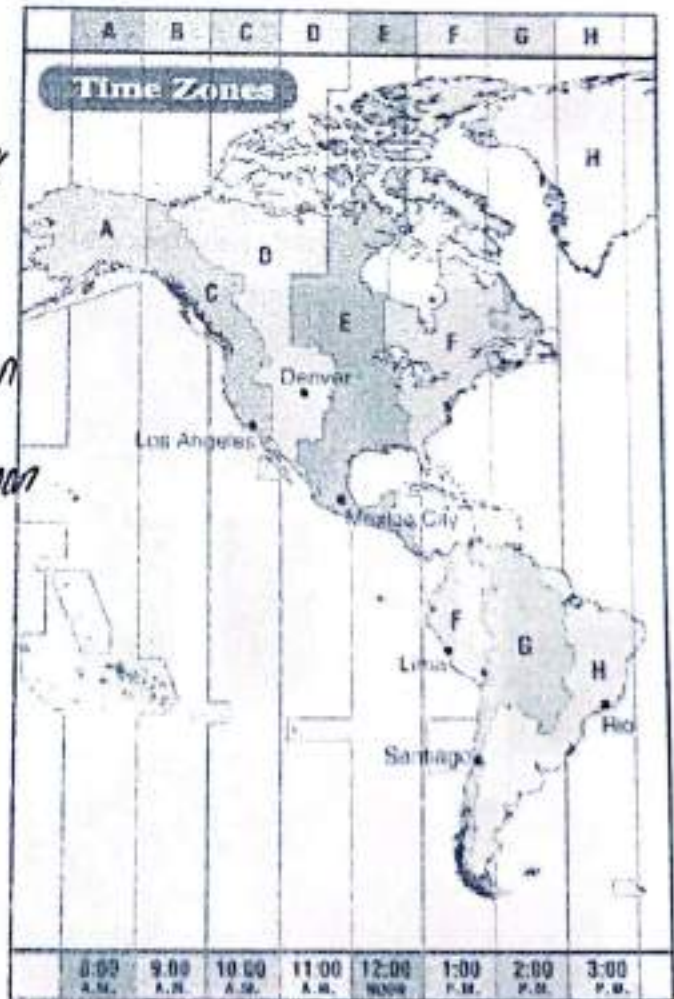 A B C D E F G H
Time Zones
H
A
D
C
E
F
Denver
Los Angeles
Mexico City
F
G
Lima
H
Rio
Santiago
8:00 9:00 10:00 11:00 12:00 1:00 2:00 3:00
A.M. A.M. A.M. A.M. NOON P.M. P.M. P.M.